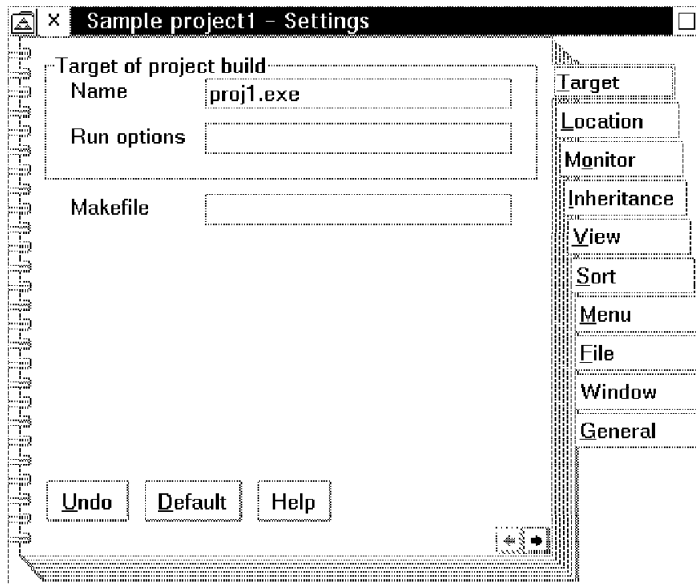 Sample project1 - Settings
Target of project build
Name
proj1.exe
Run options
Makefile
Target
Location
Monitor
Inheritance
View
Sort
Menu
File
Window
General
Undo Default Help